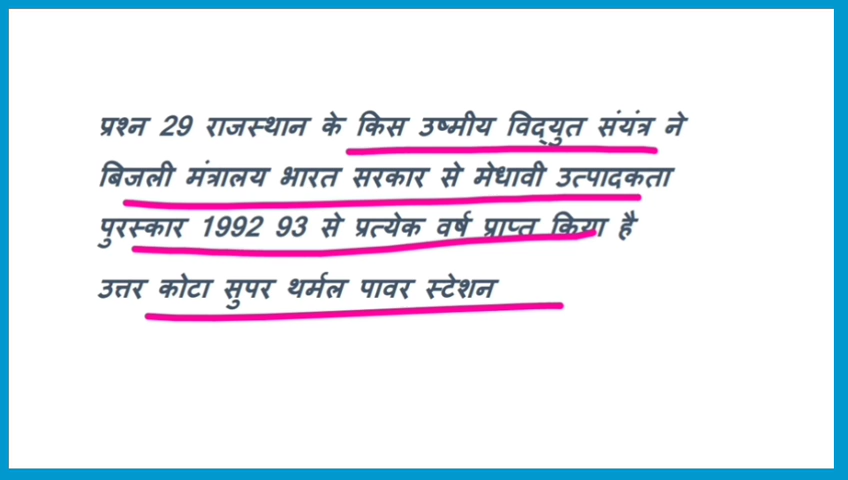 प्रश्न 29 राजस्थान के किस उष्मीय विद्युत संयंत्र ने
बिजली मंत्रालय भारत सरकार से मेधावी उत्पादकता
पुरस्कार 1992 93 से प्रत्येक वर्ष प्राप्त किया है
उत्तर कोटा सुपर थर्मल पावर स्टेशन